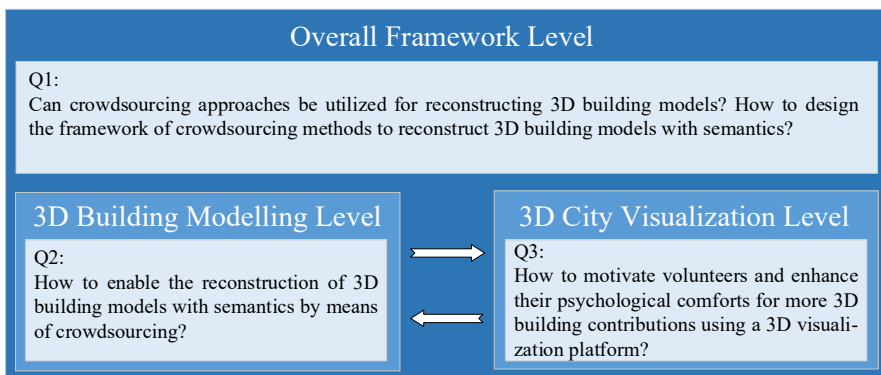 Overall Framework Level
Q1:
Can crowdsourcing approaches be utilized for reconstructing 3D building models? How to design
the framework of crowdsourcing methods to reconstruct 3D building models with semantics?
3D Building Modelling Level
Q2:
How to enable the reconstruction of 3D
building models with semantics by means
of crowdsourcing?
3D City Visualization Level
Q3:
How to motivate volunteers and enhance
their psychological comforts for more 3D
building contributions using a 3D visuali-
zation platform?